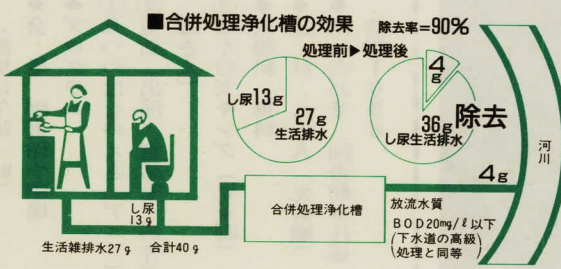 ■合併処理浄化槽の効果
除去率=90%
処理前▶処理後
し尿13g
27g
生活排水
4g
36g除去
し尿生活排水
河川
4g
し尿
13g
生活雑排水27g
合計40g
合併処理浄化槽
放流水質
BOD20mg/ℓ以下
(下水道の高級
処理と同等)